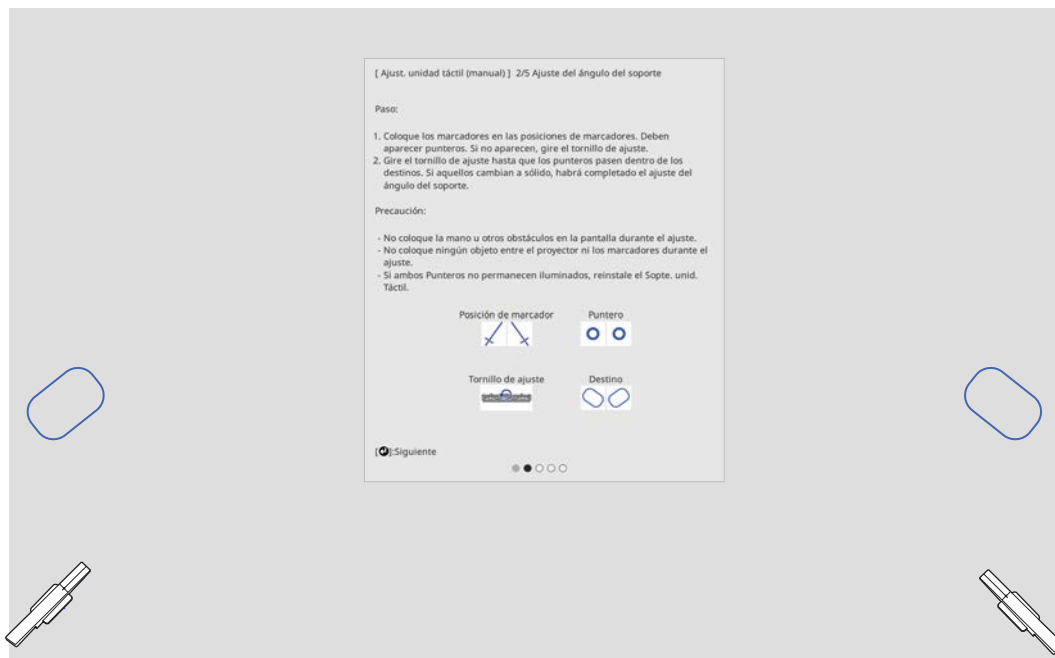 [ Ajust. unidad táctil (manual) ] 2/5 Ajuste del ángulo del soporte
Paso:
1. Coloque los marcadores en las posiciones de marcadores. Deben
aparecer punteros. Si no aparecen, gire el tornillo de ajuste.
2. Gire el tornillo de ajuste hasta que los punteros pasen dentro de los
destinos. Si aquellos cambian a sólido, habrá completado el ajuste del
ángulo del soporte.
Precaución:
- No coloque la mano u otros obstáculos en la pantalla durante el ajuste.
- No coloque ningún objeto entre el proyector ni los marcadores durante el
ajuste.
- Si ambos Punteros no permanecen iluminados, reinstale el Sopte. unid.
Táctil.
Posición de marcador Puntero
Tornillo de ajuste Destino
[ ]:Siguiente